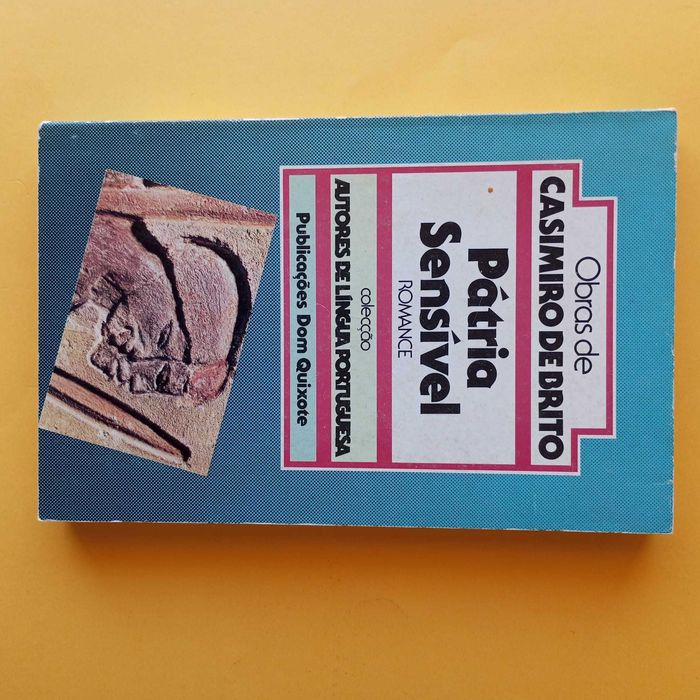 Obras de
CASIMIRO DE BRITO
Pátria
Sensível
ROMANCE
colecção
AUTORES DE LÍNGUA PORTUGUESA
Publicações Dom Quixote